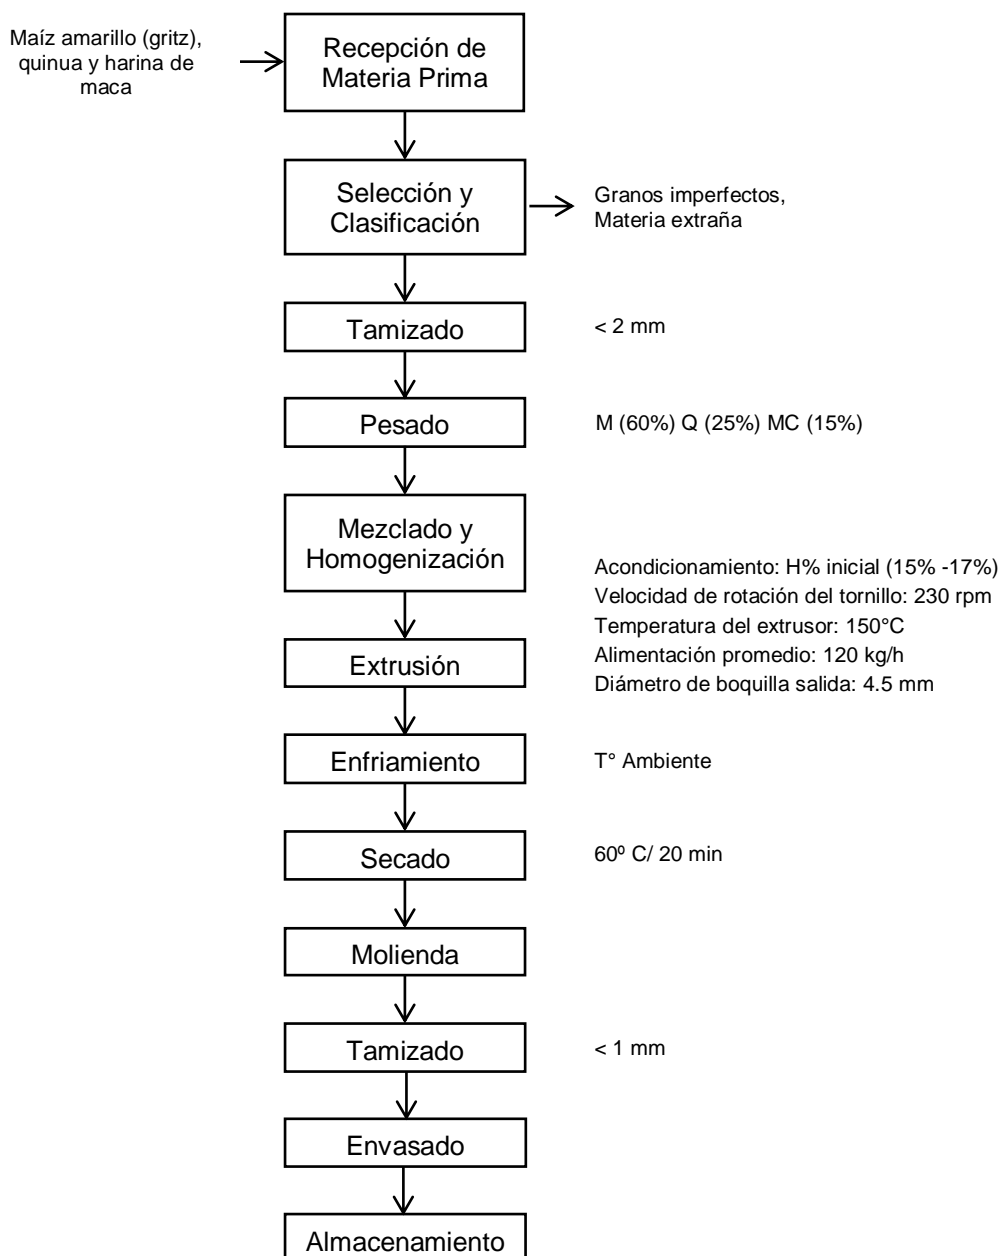 Maíz amarillo (gritz),
quinua y harina de
maca
Recepción de
Materia Prima
Selección y
Clasificación
Granos imperfectos,
Materia extraña
Tamizado
< 2 mm
Pesado
M (60%) Q (25%) MC (15%)
Mezclado y
Homogenización
Acondicionamiento: H% inicial (15% -17%)
Velocidad de rotación del tornillo: 230 rpm
Temperatura del extrusor: 150°C
Alimentación promedio: 120 kg/h
Diámetro de boquilla salida: 4.5 mm
Extrusión
Enfriamiento
T° Ambiente
Secado
60º C/ 20 min
Molienda
Tamizado
< 1 mm
Envasado
Almacenamiento